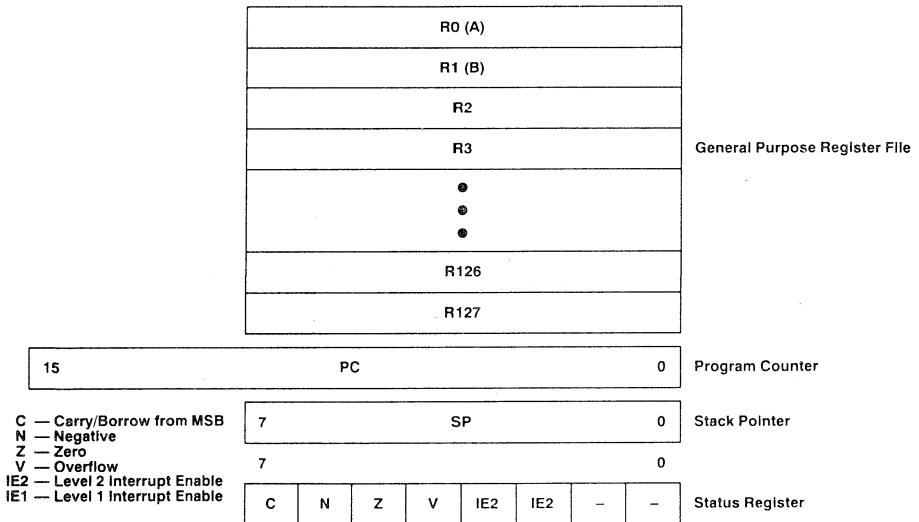 R0 (A)
R1 (B)
R2
R3
General Purpose Register File
R126
R127
15 PC 0 Program Counter
C — Carry/Borrow from MSB
N — Negative
Z — Zero
V — Overflow
IE2 — Level 2 Interrupt Enable
IE1 — Level 1 Interrupt Enable
7 SP 0 Stack Pointer
7 0
C N Z V IE2 IE2 – – Status Register